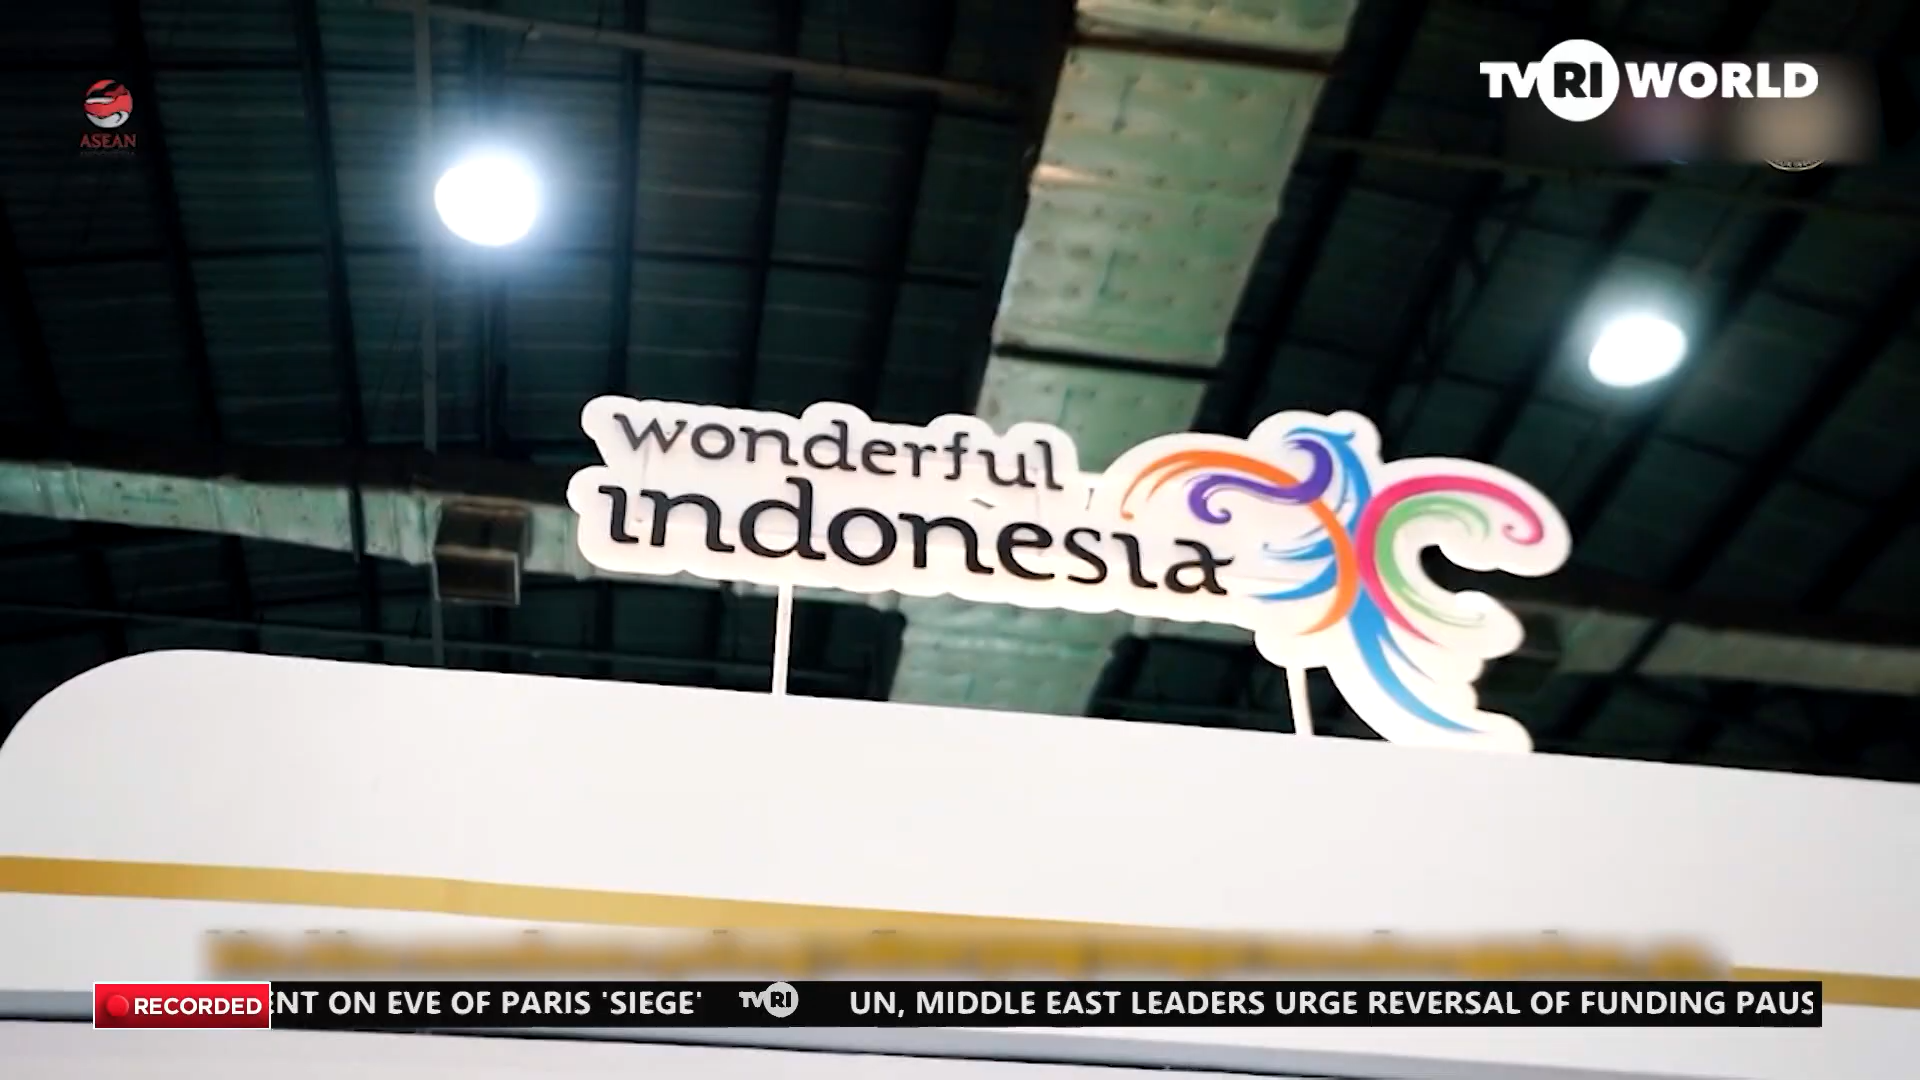 TVRI WORLD
ASEAN
wonderful
indonesia
RECORDED
ENT ON EVE OF PARIS 'SIEGE' TVRI UN, MIDDLE EAST LEADERS URGE REVERSAL OF FUNDING PAUS